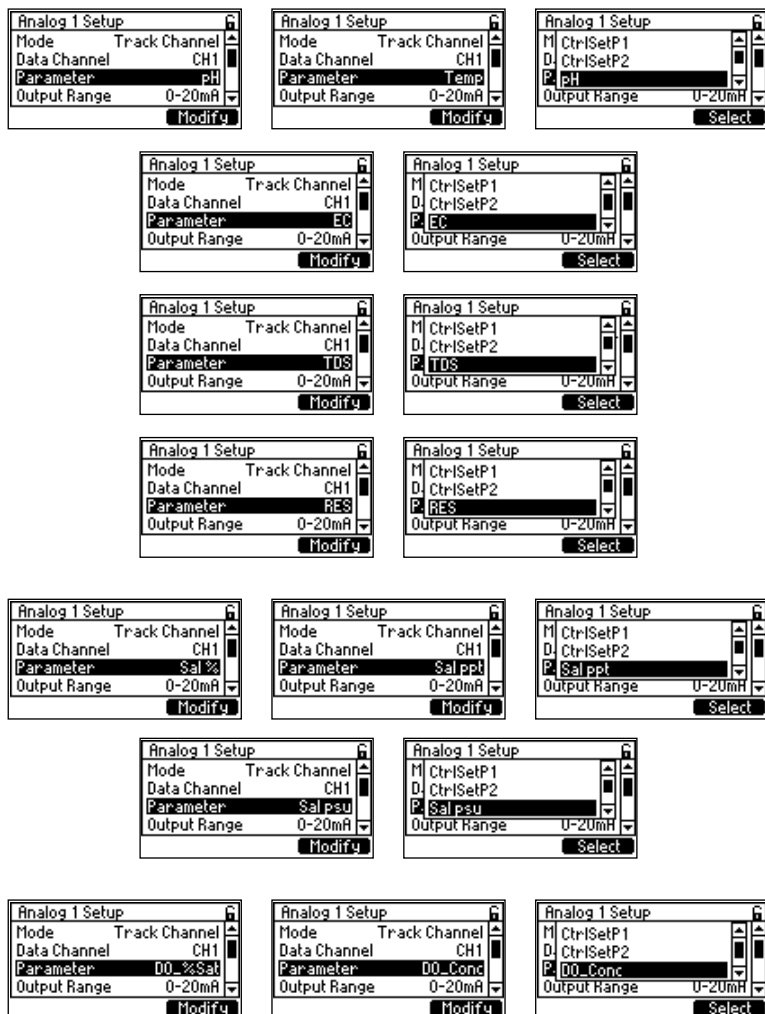 Analog 1 Setup
Mode Track Channel
Data Channel CH1
Parameter pH
Output Range 0-20mA
Modify
Analog 1 Setup
Mode Track Channel
Data Channel CH1
Parameter Temp
Output Range 0-20mA
Modify
Analog 1 Setup
M CtrlSetP1
D. CtrlSetP2
P. pH
Output Range 0-20mA
Select
Analog 1 Setup
Mode Track Channel
Data Channel CH1
Parameter EC
Output Range 0-20mA
Modify
Analog 1 Setup
M CtrlSetP1
D. CtrlSetP2
P. EC
Output Range 0-20mA
Select
Analog 1 Setup
Mode Track Channel
Data Channel CH1
Parameter TDS
Output Range 0-20mA
Modify
Analog 1 Setup
M CtrlSetP1
D. CtrlSetP2
P. TDS
Output Range 0-20mA
Select
Analog 1 Setup
Mode Track Channel
Data Channel CH1
Parameter RES
Output Range 0-20mA
Modify
Analog 1 Setup
M CtrlSetP1
D. CtrlSetP2
P. RES
Output Range 0-20mA
Select
Analog 1 Setup
Mode Track Channel
Data Channel CH1
Parameter Sal %
Output Range 0-20mA
Modify
Analog 1 Setup
Mode Track Channel
Data Channel CH1
Parameter Sal ppt
Output Range 0-20mA
Modify
Analog 1 Setup
M CtrlSetP1
D. CtrlSetP2
P. Sal ppt
Output Range 0-20mA
Select
Analog 1 Setup
Mode Track Channel
Data Channel CH1
Parameter Sal psu
Output Range 0-20mA
Modify
Analog 1 Setup
M CtrlSetP1
D. CtrlSetP2
P. Sal psu
Output Range 0-20mA
Select
Analog 1 Setup
Mode Track Channel
Data Channel CH1
Parameter DO_%Sat
Output Range 0-20mA
Modify
Analog 1 Setup
Mode Track Channel
Data Channel CH1
Parameter DO_Conc
Output Range 0-20mA
Modify
Analog 1 Setup
M CtrlSetP1
D. CtrlSetP2
P. DO_Conc
Output Range 0-20mA
Select